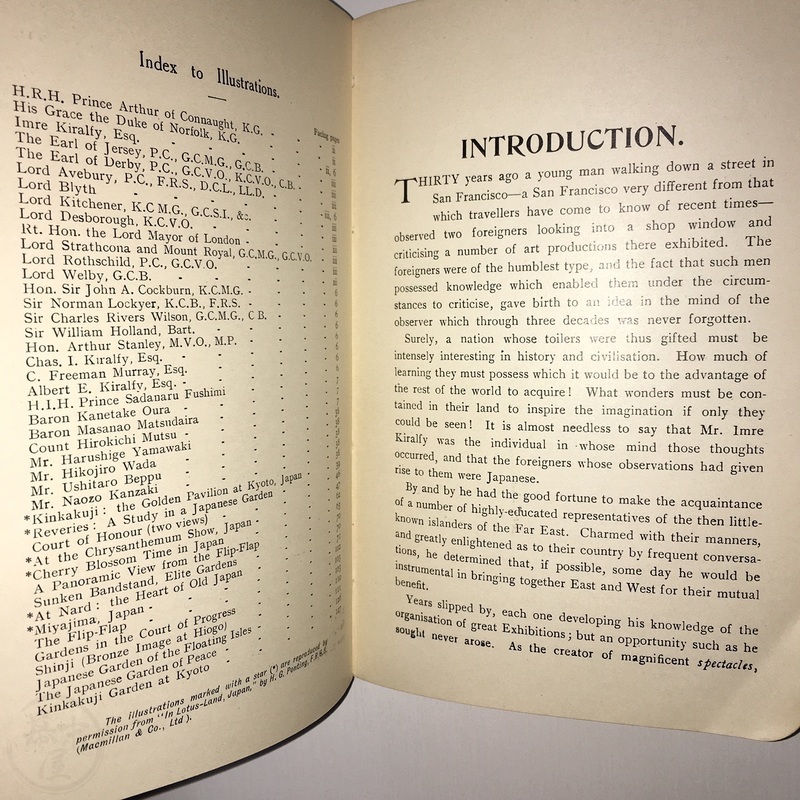 Index to Illustrations.
Facing page
H.R.H. Prince Arthur of Connaught, K.G. - ii
His Grace the Duke of Norfolk, K.G. - ii
Imre Kiralfy, Esq.
The Earl of Jersey, P.C., G.C.M.G., G.C.B.
The Earl of Derby, P.C., G.C.V.O., K.C.V.O., C.B. -
Lord Avebury, P.C., F.R.S., D.C.L., LL.D.
Lord Blyth
Lord Kitchener, K.C M.G., G.C.S.I., &c.
Lord Desborough, K.C.V.O.
Rt. Hon. the Lord Mayor of London -
Lord Strathcona and Mount Royal, G.C.M.G., G.C.V.O.
Lord Rothschild, P.C., G.C.V.O.
Lord Welby, G.C.B.
Hon. Sir John A. Cockburn, K.C.M.G. -
Sir Norman Lockyer, K.C.B., F.R.S. -
Sir Charles Rivers Wilson, G.C.M.G., C B.
Sir William Holland, Bart.
Hon. Arthur Stanley, M.V.O., M.P.
Chas. I. Kiralfy, Esq.
C. Freeman Murray, Esq.
Albert E. Kiralfy, Esq. -
H.I.H. Prince Sadanaru Fushimi
Baron Kanetake Oura
Baron Masanao Matsudaira
Count Hirokichi Mutsu -
Mr. Harushige Yamawaki
Mr. Hikojiro Wada
Mr. Ushitaro Beppu
Mr. Naozo Kanzaki
*Kinkakuji: the Golden Pavilion at Kyoto, Japan
*Reveries: A Study in a Japanese Garden
Court of Honour (two views)
*At the Chrysanthemum Show, Japan -
*Cherry Blossom Time in Japan
A Panoramic View from the Flip-Flap
Sunken Bandstand, Elite Gardens
*At Nard: the Heart of Old Japan
*Miyajima, Japan -
The Flip-Flap
Gardens in the Court of Progress
Shinji (Bronze Image at Hiogo)
Japanese Garden of the Floating Isles
The Japanese Garden of Peace
Kinkakuji Garden at Kyoto
The illustrations marked with a star (*) are reproduced by
permission from "In Lotus-Land, Japan," by H. G. Ponting, F.R.G.S.
(Macmillan & Co., Ltd).
INTRODUCTION.
THIRTY years ago a young man walking down a street in
San Francisco—a San Francisco very different from that
which travellers have come to know of recent times—
observed two foreigners looking into a shop window and
criticising a number of art productions there exhibited. The
foreigners were of the humblest type, and the fact that such men
possessed knowledge which enabled them under the circum-
stances to criticise, gave birth to an idea in the mind of the
observer which through three decades was never forgotten.
Surely, a nation whose toilers were thus gifted must be
intensely interesting in history and civilisation. How much of
learning they must possess which it would be to the advantage of
the rest of the world to acquire! What wonders must be con-
tained in their land to inspire the imagination if only they
could be seen! It is almost needless to say that Mr. Imre
Kiralfy was the individual in whose mind those thoughts
occurred, and that the foreigners whose observations had given
rise to them were Japanese.
By and by he had the good fortune to make the acquaintance
of a number of highly-educated representatives of the then little-
known islanders of the Far East. Charmed with their manners,
and greatly enlightened as to their country by frequent conversa-
tions, he determined that, if possible, some day he would be
instrumental in bringing together East and West for their mutual
benefit.
Years slipped by, each one developing his knowledge of the
organisation of great Exhibitions; but an opportunity such as he
sought never arose. As the creator of magnificent spectacles,